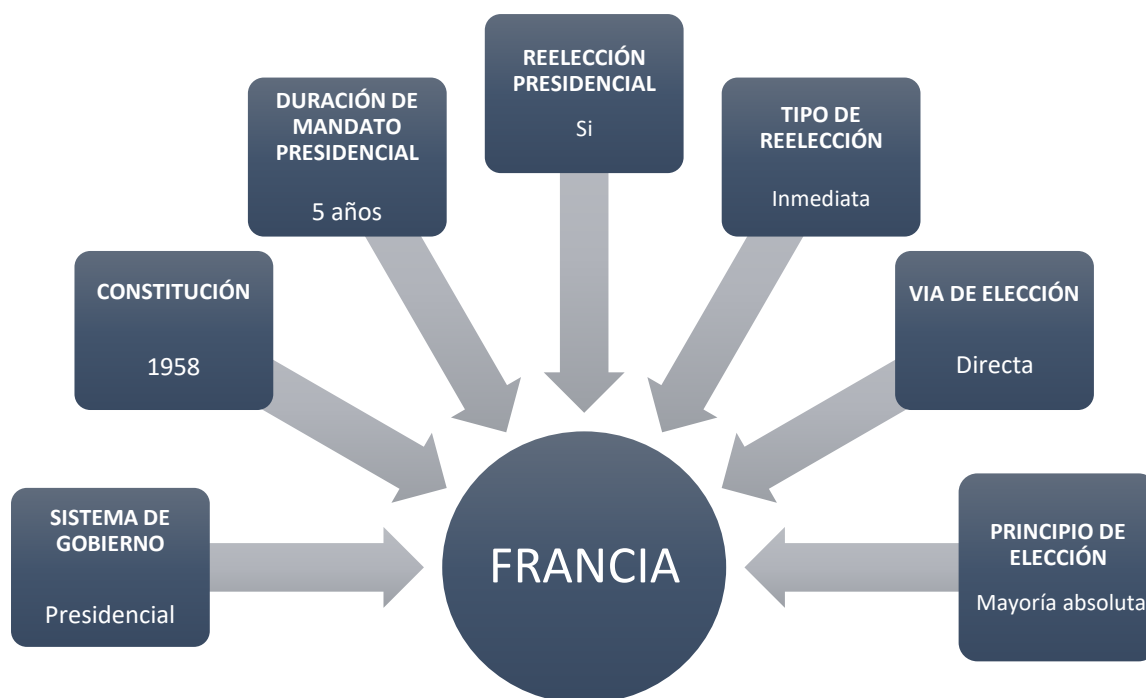 REELECCIÓN
PRESIDENCIAL
Si
DURACIÓN DE
MANDATO
PRESIDENCIAL
5 años
TIPO DE
REELECCIÓN
Inmediata
CONSTITUCIÓN
1958
VIA DE ELECCIÓN
Directa
SISTEMA DE
GOBIERNO
Presidencial
FRANCIA
PRINCIPIO DE
ELECCIÓN
Mayoría absoluta